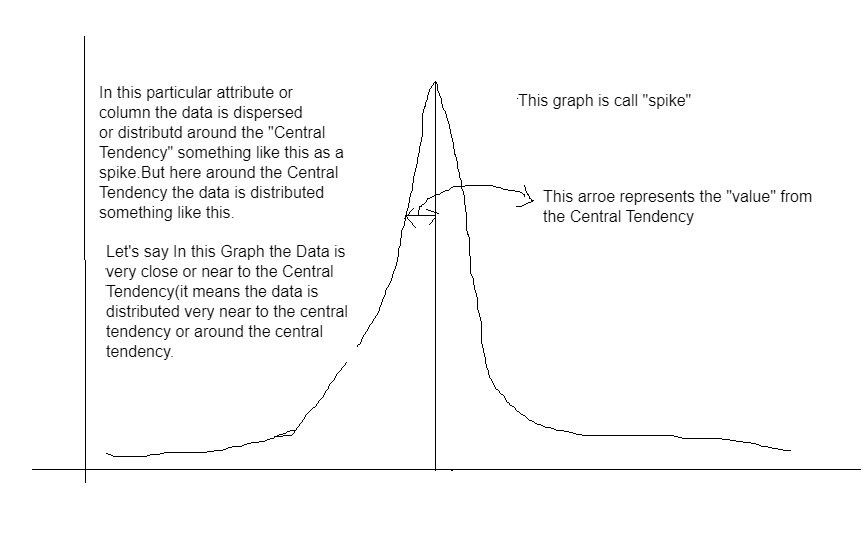 In this particular attribute or
column the data is dispersed
or distributd around the "Central
Tendency" something like this as a
spike.But here around the Central
Tendency the data is distributed
something like this.
Let's say In this Graph the Data is
very close or near to the Central
Tendency(it means the data is
distributed very near to the central
tendency or around the central
tendency.
This graph is call "spike"
This arroe represents the "value" from
the Central Tendency